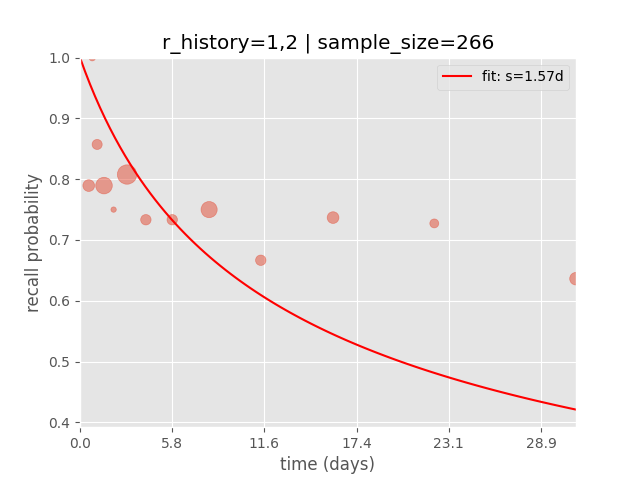 r_history=1,2 | sample_size=266
fit: s=1.57d
recall probability
1.0
0.9
0.8
0.7
0.6
0.5
0.4
0.0 5.8 11.6 17.4 23.1 28.9
time (days)